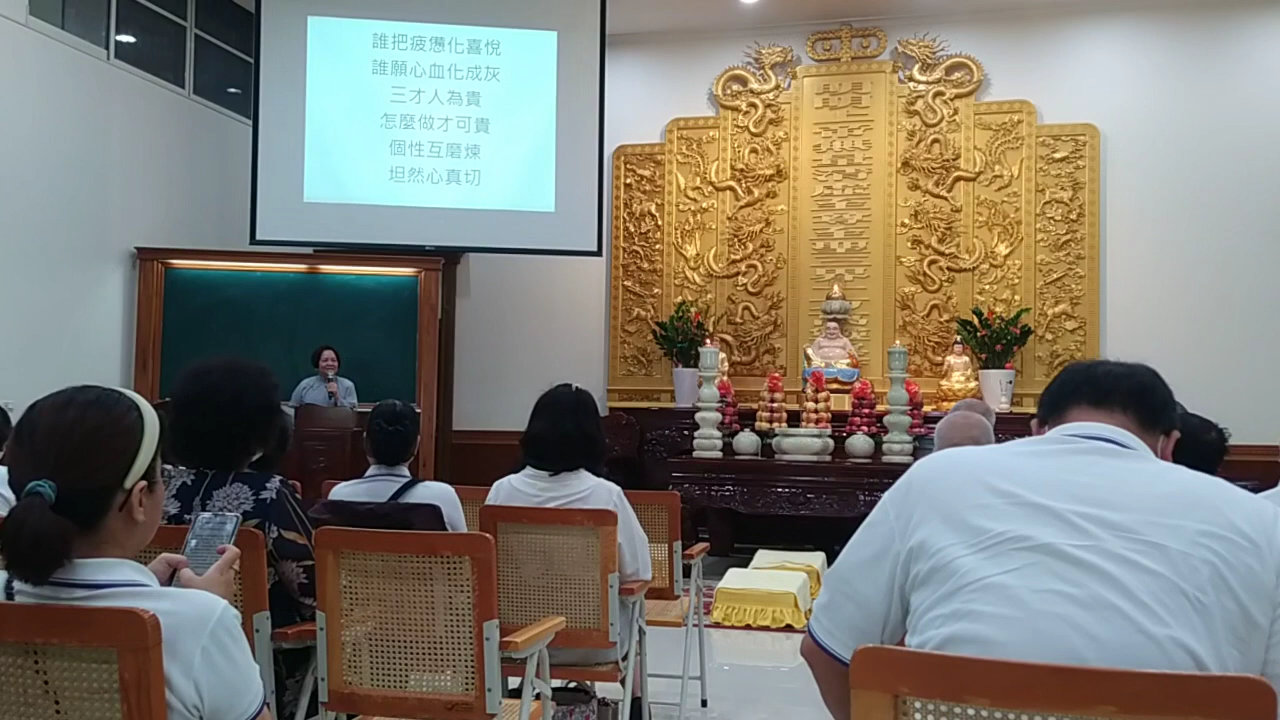 誰把疲憊化喜悅
誰願心血化成灰
三才人為貴
怎麼做才可貴
個性互磨煉
坦然心真切